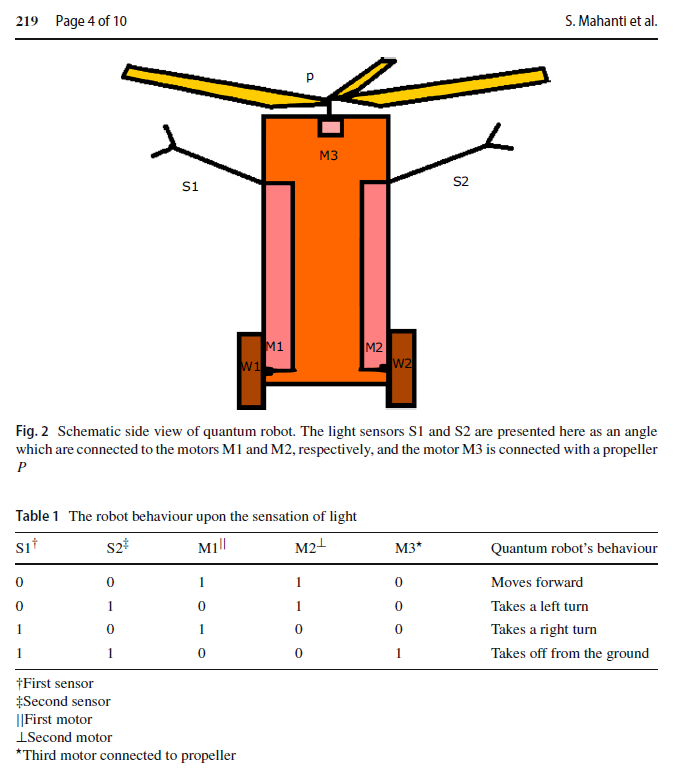 219 Page 4 of 10 S. Mahanti et al.
P
M3
S1 S2
M1 M2
W1 W2
Fig. 2 Schematic side view of quantum robot. The light sensors S1 and S2 are presented here as an angle
which are connected to the motors M1 and M2, respectively, and the motor M3 is connected with a propeller
P
Table 1 The robot behaviour upon the sensation of light
S1† S2‡ M1|| M2⊥ M3* Quantum robot's behaviour
0 0 1 1 0 Moves forward
0 1 0 1 0 Takes a left turn
1 0 1 0 0 Takes a right turn
1 1 0 0 1 Takes off from the ground
†First sensor
‡Second sensor
||First motor
⊥Second motor
*Third motor connected to propeller